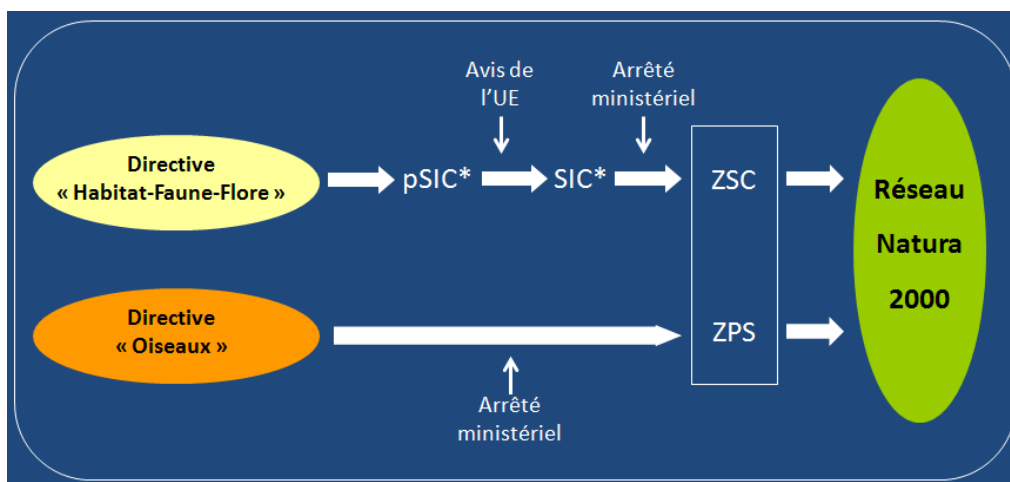 Avis de
l'UE
Arrêté
ministériel
Directive
« Habitat-Faune-Flore »
pSIC*
SIC*
ZSC
Réseau
Natura
2000
Directive
« Oiseaux »
ZPS
Arrêté
ministériel